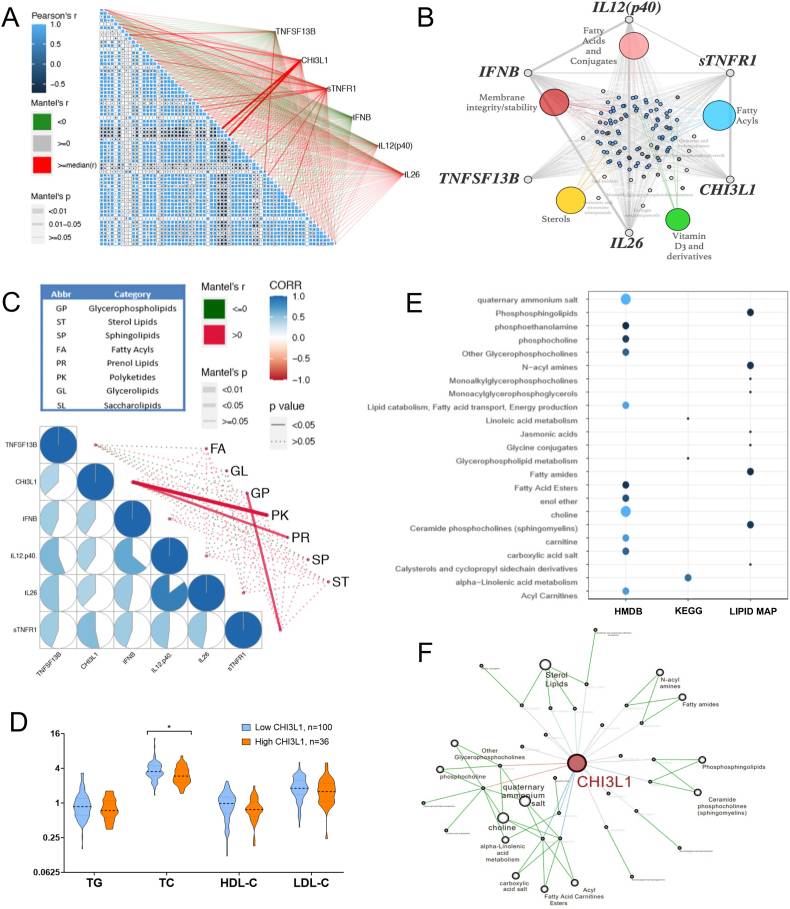 A
Pearson's r
1.0
0.5
0.0
-0.5
Mantel's r
<0
>=0
>=median(r)
Mantel's p
<0.01
0.01-0.05
>=0.05
TNFSF13B
CHI3L1
sTNFR1
IFNB
IL12(p40)
IL26
B
IL12(p40)
Fatty
Acids and
Conjugates
IFNB
sTNFR1
Membrane
integrity/stability
Fatty
Acyls
TNFSF13B
CHI3L1
Sterols
IL26
Vitamin
D3 and
derivatives
C
Abbr Category
GP Glycerophospholipids
ST Sterol Lipids
SP Sphingolipids
FA Fatty Acyls
PR Prenol Lipids
PK Polyketides
GL Glycerolipids
SL Saccharolipids
Mantel's r
<=0
>0
Mantel's p
<0.01
<0.05
>=0.05
CORR
1.0
0.5
0.0
−0.5
−1.0
p value
<0.05
>0.05
TNFSF13B
CHI3L1
IFNB
IL12.p40.
IL26
sTNFR1
FA
GL
GP
PK
PR
SP
ST
TNFSF13B
CHI3L1
IFNB
IL12.p40.
IL26
sTNFR1
D
Low CHI3L1, n=100
High CHI3L1, n=36
*
16
4
1
0.25
0.0625
TG
TC
HDL-C
LDL-C
E
quaternary ammonium salt
Phosphosphingolipids
phosphoethanolamine
phosphocholine
Other Glycerophosphocholines
N−acyl amines
Monoalkylglycerophosphocholines
Monoacylglycerophosphoglycerols
Lipid catabolism, Fatty acid transport, Energy production
Linoleic acid metabolism
Jasmonic acids
Glycine conjugates
Glycerophospholipid metabolism
Fatty amides
Fatty Acid Esters
enol ether
choline
Ceramide phosphocholines (sphingomyelins)
carnitine
carboxylic acid salt
Calysterols and cyclopropyl sidechain derivatives
alpha−Linolenic acid metabolism
Acyl Carnitines
HMDB
KEGG
LIPID MAP
F
Sterol
Lipids
N-acyl
amines
Fatty amides
Other
Glycerophosphocholines
phosphocholine
CHI3L1
Phosphosphingolipids
quaternary
ammonium
salt
Ceramide
phosphocholines
(sphingomyelins)
choline
alpha-Linolenic
acid
metabolism
carboxylic acid
salt
Fatty Acid
Esters
Acyl
Carnitines